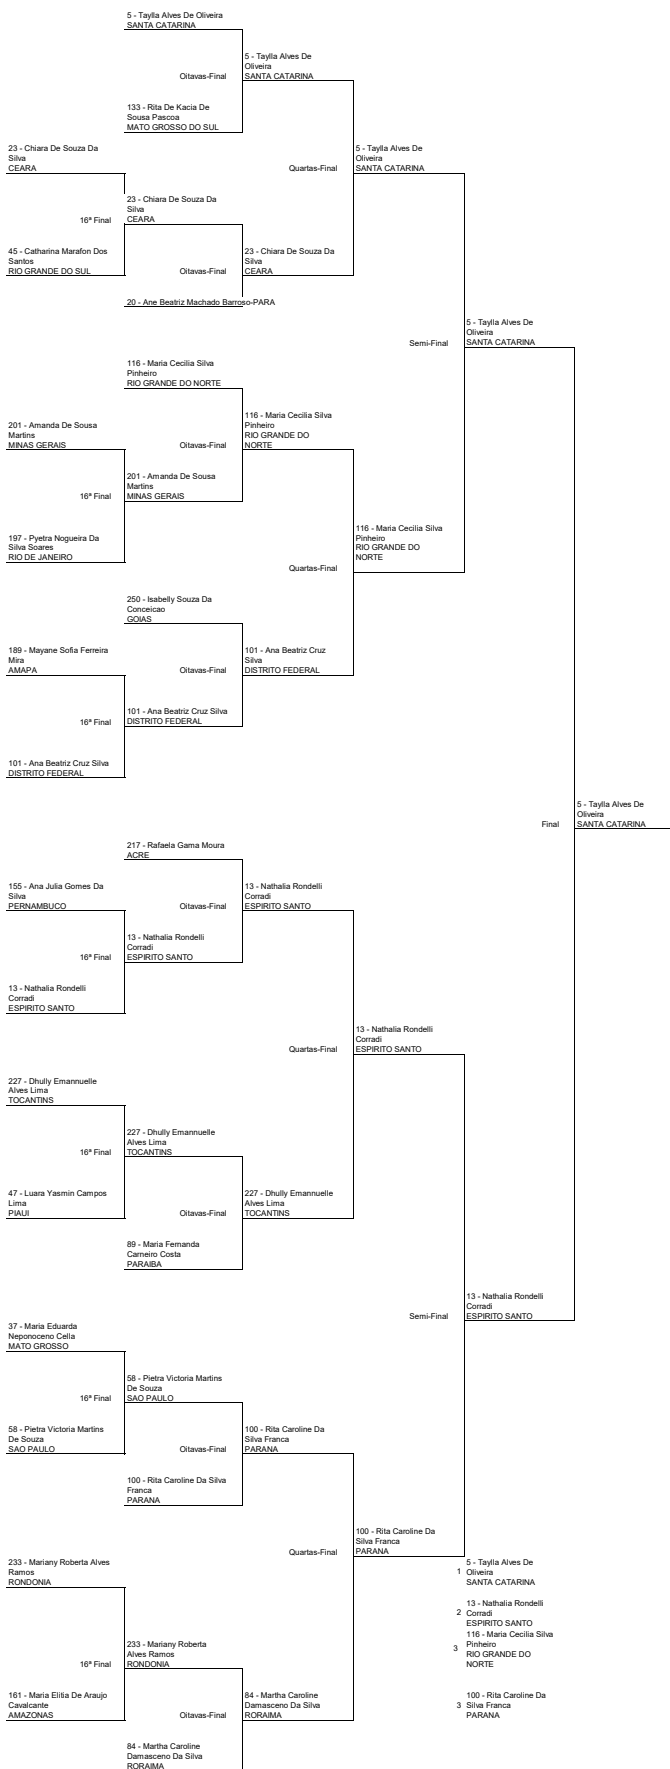 5 - Taylla Alves De Oliveira
SANTA CATARINA
5 - Taylla Alves De
Oliveira
SANTA CATARINA
Oitavas-Final
133 - Rita De Kacia De
Sousa Pascoa
MATO GROSSO DO SUL
23 - Chiara De Souza Da
Silva
CEARA
5 - Taylla Alves De
Oliveira
SANTA CATARINA
Quartas-Final
23 - Chiara De Souza Da
Silva
CEARA
16ª Final
45 - Catharina Marafon Dos
Santos
RIO GRANDE DO SUL
23 - Chiara De Souza Da
Silva
CEARA
Oitavas-Final
20 - Ane Beatriz Machado Barroso-PARA
5 - Taylla Alves De
Oliveira
SANTA CATARINA
Semi-Final
116 - Maria Cecilia Silva
Pinheiro
RIO GRANDE DO NORTE
201 - Amanda De Sousa
Martins
MINAS GERAIS
116 - Maria Cecilia Silva
Pinheiro
RIO GRANDE DO
NORTE
Oitavas-Final
201 - Amanda De Sousa
Martins
MINAS GERAIS
16ª Final
197 - Pyetra Nogueira Da
Silva Soares
RIO DE JANEIRO
116 - Maria Cecilia Silva
Pinheiro
RIO GRANDE DO
NORTE
Quartas-Final
250 - Isabelly Souza Da
Conceicao
GOIAS
189 - Mayane Sofia Ferreira
Mira
AMAPA
101 - Ana Beatriz Cruz
Silva
DISTRITO FEDERAL
Oitavas-Final
101 - Ana Beatriz Cruz Silva
DISTRITO FEDERAL
16ª Final
101 - Ana Beatriz Cruz Silva
DISTRITO FEDERAL
5 - Taylla Alves De
Oliveira
SANTA CATARINA
Final
217 - Rafaela Gama Moura
ACRE
155 - Ana Julia Gomes Da
Silva
PERNAMBUCO
13 - Nathalia Rondelli
Corradi
ESPIRITO SANTO
Oitavas-Final
13 - Nathalia Rondelli
Corradi
ESPIRITO SANTO
16ª Final
13 - Nathalia Rondelli
Corradi
ESPIRITO SANTO
13 - Nathalia Rondelli
Corradi
ESPIRITO SANTO
Quartas-Final
227 - Dhully Emannuelle
Alves Lima
TOCANTINS
227 - Dhully Emannuelle
Alves Lima
TOCANTINS
16ª Final
47 - Luara Yasmin Campos
Lima
PIAUI
227 - Dhully Emannuelle
Alves Lima
TOCANTINS
Oitavas-Final
89 - Maria Fernanda
Carneiro Costa
PARAIBA
13 - Nathalia Rondelli
Corradi
ESPIRITO SANTO
Semi-Final
37 - Maria Eduarda
Neponoceno Cella
MATO GROSSO
58 - Pietra Victoria Martins
De Souza
SAO PAULO
16ª Final
58 - Pietra Victoria Martins
De Souza
SAO PAULO
100 - Rita Caroline Da
Silva Franca
PARANA
Oitavas-Final
100 - Rita Caroline Da Silva
Franca
PARANA
100 - Rita Caroline Da
Silva Franca
PARANA
Quartas-Final
233 - Mariany Roberta Alves
Ramos
RONDONIA
233 - Mariany Roberta
Alves Ramos
RONDONIA
16ª Final
161 - Maria Elitia De Araujo
Cavalcante
AMAZONAS
84 - Martha Caroline
Damasceno Da Silva
RORAIMA
Oitavas-Final
84 - Martha Caroline
Damasceno Da Silva
RORAIMA
5 - Taylla Alves De
1 Oliveira
SANTA CATARINA
13 - Nathalia Rondelli
2 Corradi
ESPIRITO SANTO
116 - Maria Cecilia Silva
3 Pinheiro
RIO GRANDE DO
NORTE
100 - Rita Caroline Da
3 Silva Franca
PARANA